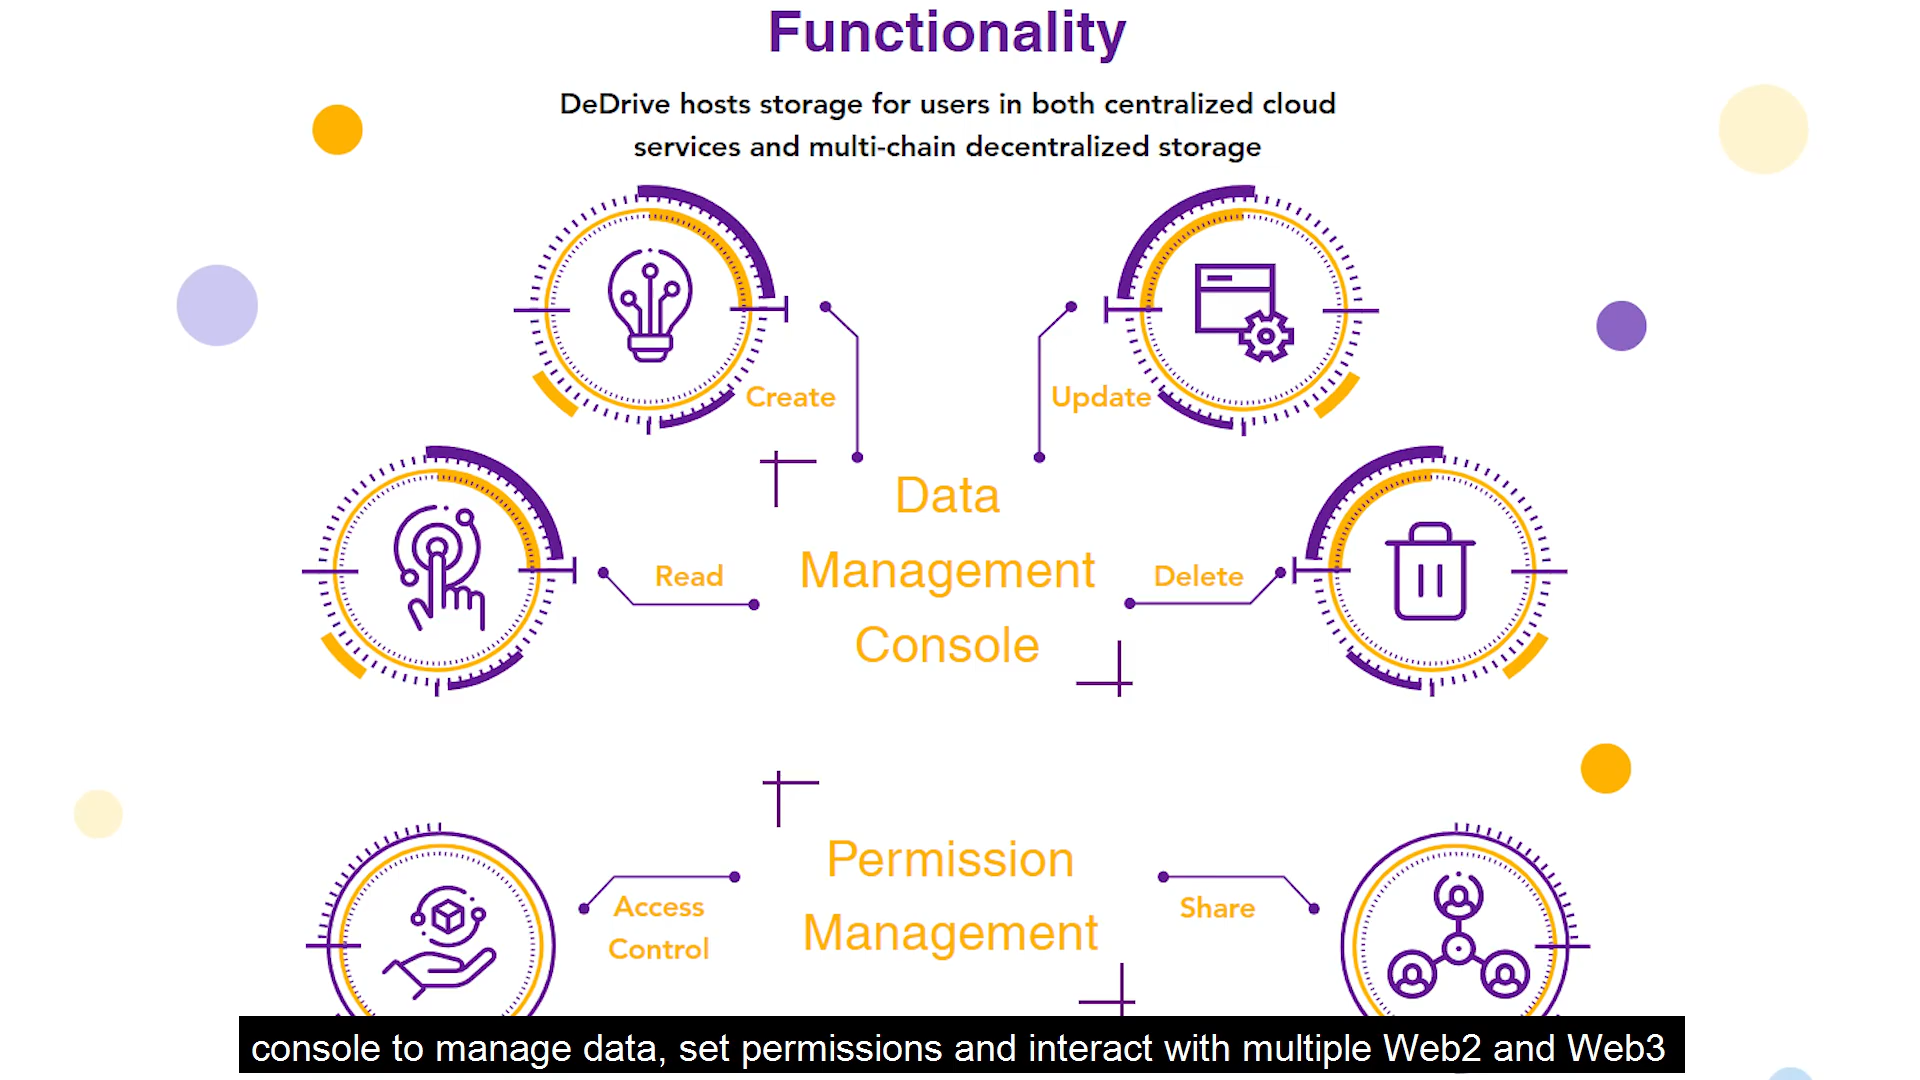 Functionality
DeDrive hosts storage for users in both centralized cloud
services and multi-chain decentralized storage
Create
Update
Data
Management
Console
Read
Delete
Permission
Management
Access
Control
Share
console to manage data, set permissions and interact with multiple Web2 and Web3